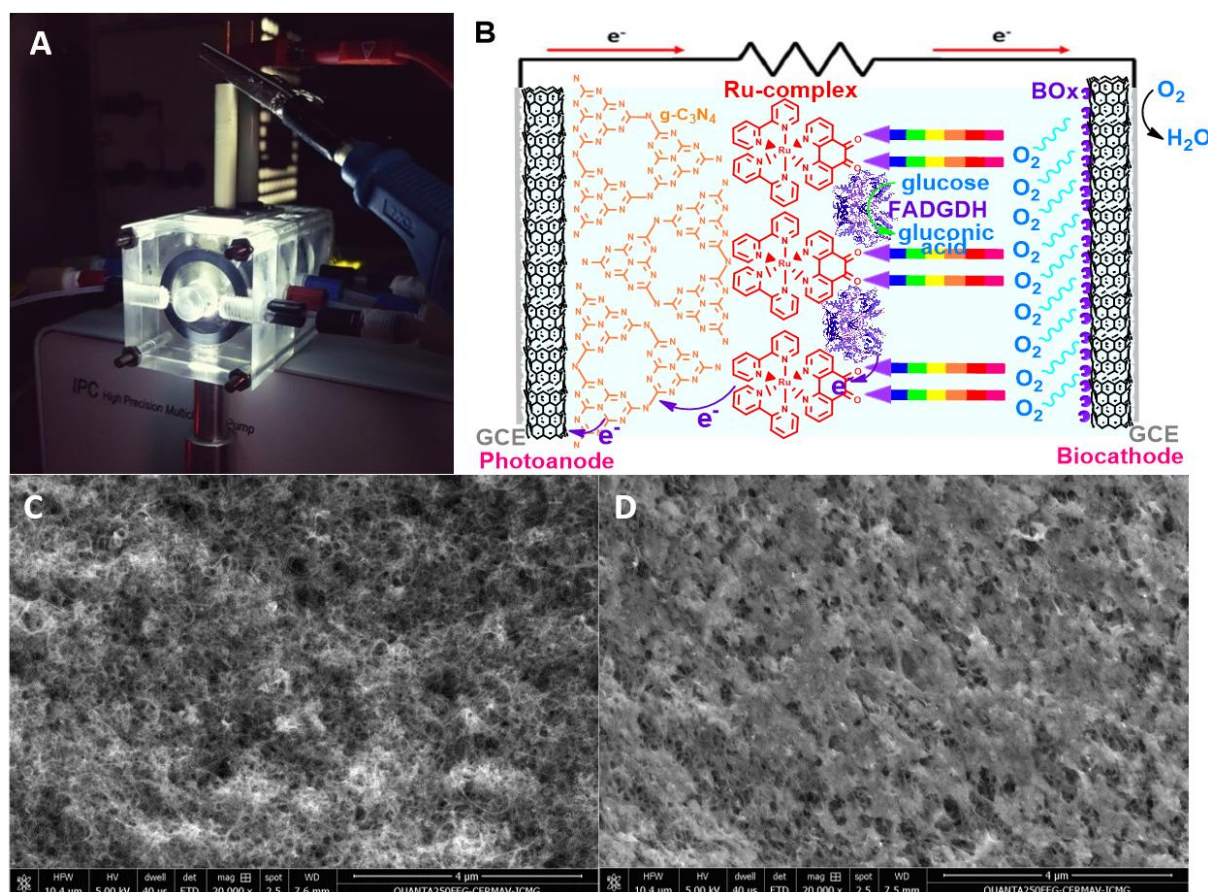 A
IPC High Precision Multic
Pump
B
e-
e-
Ru-complex
BOx
g-C3N4
O2
H2O
glucose
FADGDH
gluconic
acid
O2
O2
O2
O2
O2
O2
O2
O2
O2
e-
e-
e
GCE
Photoanode
GCE
Biocathode
C
HFW HV dwell det mag spot WD 4 µm
10.4 µm 5.00 kV 40 µs ETD 20 000 x 2.5 7.6 mm QUANTA250FEG-CERMAV-ICMG
D
HFW HV dwell det mag spot WD 4 µm
10.4 µm 5.00 kV 40 µs ETD 20 000 x 2.5 7.5 mm QUANTA250FEG-CERMAV-ICMG